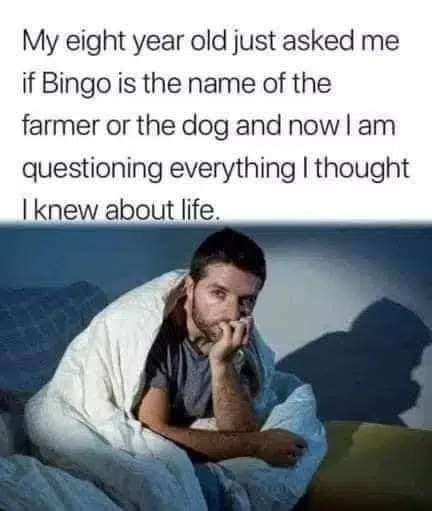 My eight year old just asked me
if Bingo is the name of the
farmer or the dog and now I am
questioning everything I thought
I knew about life.